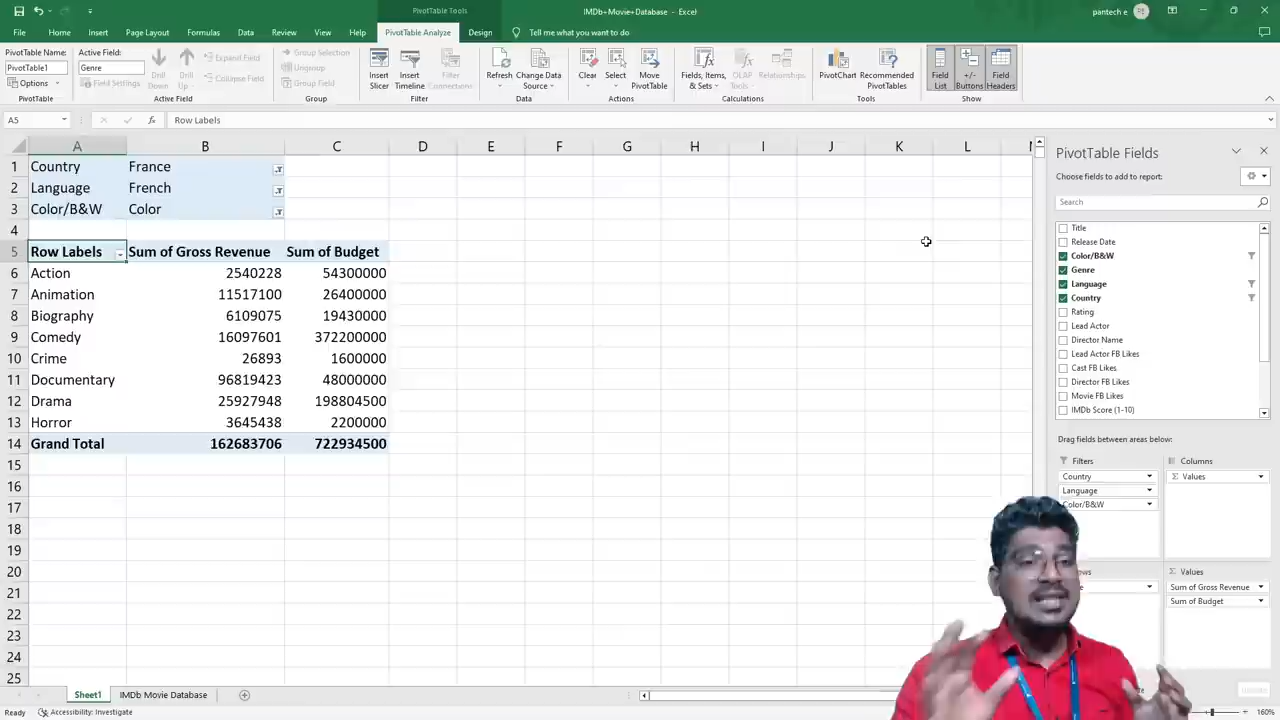 PivotTable Tools
IMDb+Movie+Database - Excel
pantech e
File Home Insert Page Layout Formulas Data Review View Help PivotTable Analyze Design Tell me what you want to do
PivotTable Name:
PivotTable1
Options
PivotTable
Active Field:
Genre
Field Settings
Drill Down
Drill Up
Expand Field
Collapse Field
Active Field
Group Selection
Ungroup
Group Field
Group
Insert Slicer
Insert Timeline
Filter Connections
Filter
Refresh
Change Data Source
Data
Clear
Select
Move PivotTable
Actions
Fields, Items, & Sets
OLAP Tools
Relationships
Calculations
PivotChart
Recommended PivotTables
Tools
Field List
+/- Buttons
Field Headers
Show
A5
fx
Row Labels
A B C D E F G H I J K L
1 Country France
2 Language French
3 Color/B&W Color
4
5 Row Labels Sum of Gross Revenue Sum of Budget
6 Action 2540228 54300000
7 Animation 11517100 26400000
8 Biography 6109075 19430000
9 Comedy 16097601 372200000
10 Crime 26893 1600000
11 Documentary 96819423 48000000
12 Drama 25927948 198804500
13 Horror 3645438 2200000
14 Grand Total 162683706 722934500
15
16
17
18
19
20
21
22
23
24
25
PivotTable Fields
Choose fields to add to report:
Search
Title
Release Date
Color/B&W
Genre
Language
Country
Rating
Lead Actor
Director Name
Lead Actor FB Likes
Cast FB Likes
Director FB Likes
Movie FB Likes
IMDb Score (1-10)
Drag fields between areas below:
Filters
Country
Language
Color/B&W
Columns
Σ Values
Σ Values
Sum of Gross Revenue
Sum of Budget
Sheet1 IMDb Movie Database
Ready Accessibility: Investigate
160%